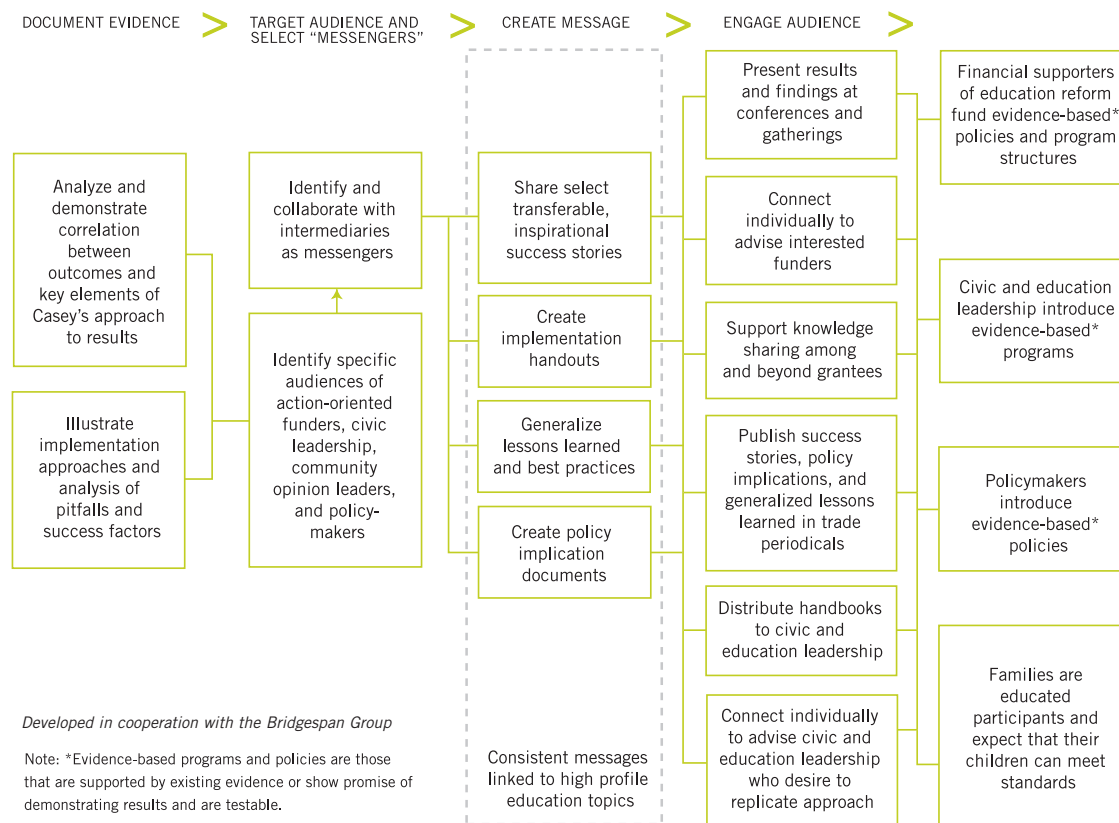 DOCUMENT EVIDENCE
>
TARGET AUDIENCE AND
SELECT “MESSENGERS”
>
CREATE MESSAGE
>
ENGAGE AUDIENCE
>
Analyze and
demonstrate
correlation
between
outcomes and
key elements of
Casey’s approach
to results
Illustrate
implementation
approaches and
analysis of
pitfalls and
success factors
Identify and
collaborate with
intermediaries
as messengers
Identify specific
audiences of
action-oriented
funders, civic
leadership,
community
opinion leaders,
and policy-
makers
Share select
transferable,
inspirational
success stories
Create
implementation
handouts
Generalize
lessons learned
and best practices
Create policy
implication
documents
Consistent messages
linked to high profile
education topics
Present results
and findings at
conferences and
gatherings
Connect
individually to
advise interested
funders
Support knowledge
sharing among
and beyond grantees
Publish success
stories, policy
implications, and
generalized lessons
learned in trade
periodicals
Distribute handbooks
to civic and
education leadership
Connect individually
to advise civic and
education leadership
who desire to
replicate approach
Financial supporters
of education reform
fund evidence-based*
policies and program
structures
Civic and education
leadership introduce
evidence-based*
programs
Policymakers
introduce
evidence-based*
policies
Families are
educated
participants and
expect that their
children can meet
standards
Developed in cooperation with the Bridgespan Group
Note: *Evidence-based programs and policies are those
that are supported by existing evidence or show promise of
demonstrating results and are testable.